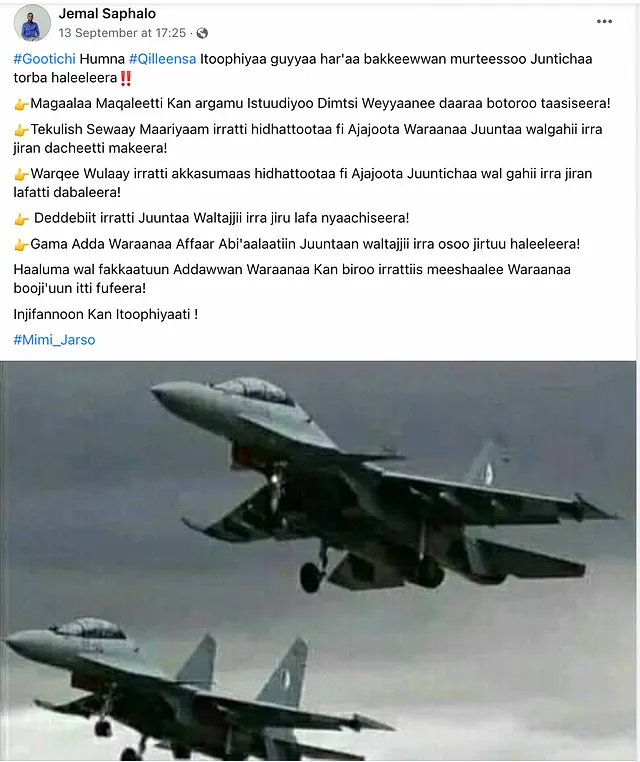 Jemal Saphalo
13 September at 17:25 ·
#Gootichi Humna #Qilleensa Itoophiyaa guyyaa har'aa bakkeewwan murteessoo Juntichaa
torba haleeleera‼️
👉Magaalaa Maqaleetti Kan argamu Istuudiyoo Dimtsi Weyyaanee daaraa botoroo taasiseera!
👉Tekulish Sewaay Maariyaam irratti hidhattootaa fi Ajajoota Waraanaa Juuntaa walgahii irra
jiran dacheetti makeera!
👉Warqee Wulaay irratti akkasumaas hidhattootaa fi Ajajoota Juuntichaa wal gahii irra jiran
lafatti dabaleera!
👉 Deddebiit irratti Juuntaa Waltajjii irra jiru lafa nyaachiseera!
👉Gama Adda Waraanaa Affaar Abi'aalaatiin Juuntaan waltajjii irra osoo jirtuu haleeleera!
Haaluma wal fakkaatuun Addawwan Waraanaa Kan biroo irrattiis meeshaalee Waraanaa
booji'uun itti fufeera!
Injifannoon Kan Itoophiyaati !
#Mimi_Jarso